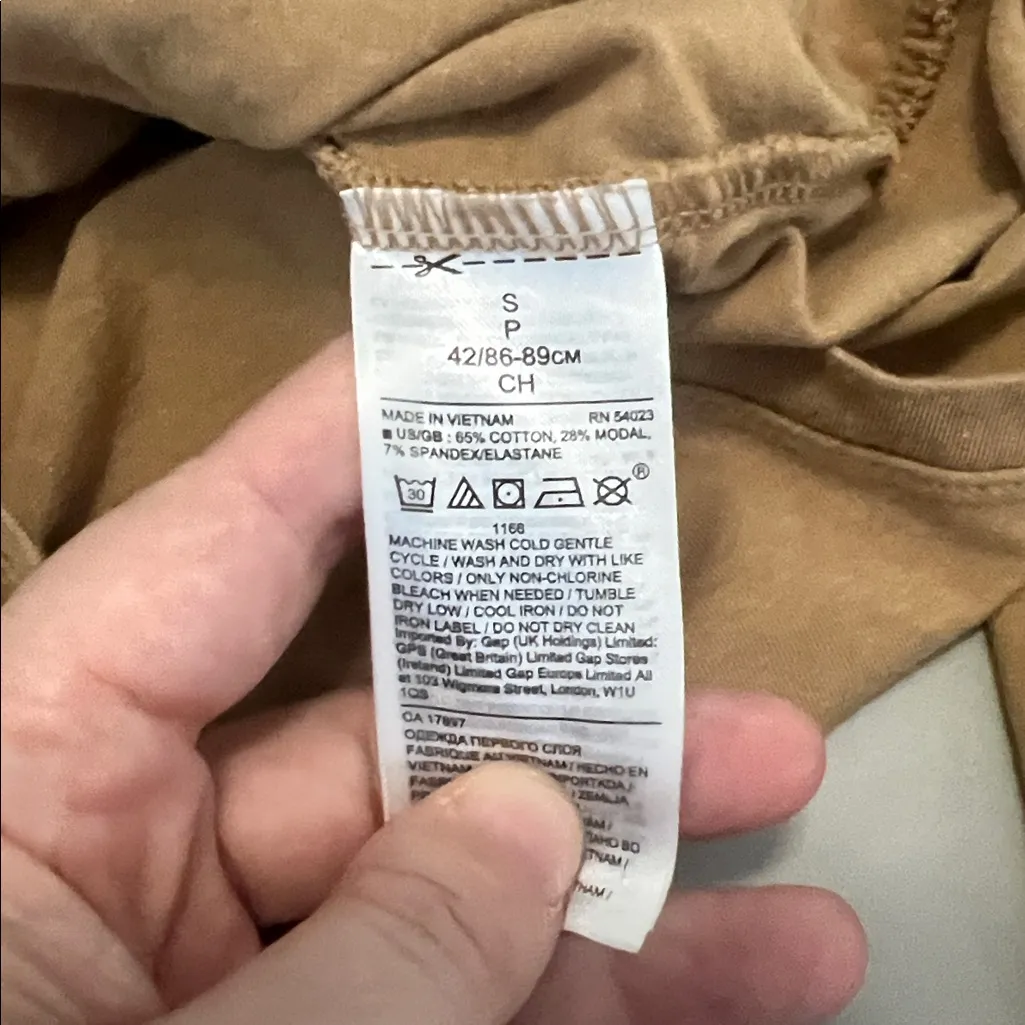 S
P
42/86-89CM
CH
MADE IN VIETNAM RN 54023
US/GB : 65% COTTON, 28% MODAL,
7% SPANDEX/ELASTANE
30
®
1166
MACHINE WASH COLD GENTLE
CYCLE / WASH AND DRY WITH LIKE
COLORS / ONLY NON-CHLORINE
BLEACH WHEN NEEDED / TUMBLE
DRY LOW / COOL IRON / DO NOT
IRON LABEL / DO NOT DRY CLEAN
Imported By: Gap (UK Holdings) Limited:
GPS (Great Britain) Limited Gap Stores
(Ireland) Limited Gap Europe Limited All
at 103 Wigmore Street, London, W1U
1QS
CA 17897
ОДЕЖДА ПЕРВОГО СЛОЯ
FABRIQUE AU VIETNAM / HECHO EN
VIETNAM
/ ZEMLJA